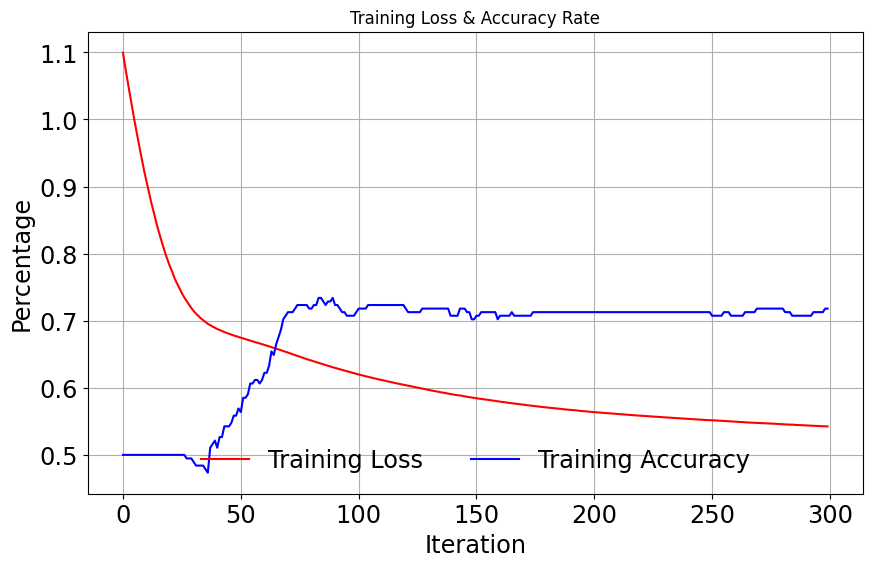 Training Loss & Accuracy Rate
Percentage
1.1
1.0
0.9
0.8
0.7
0.6
0.5
Training Loss
Training Accuracy
0
50
100
150
200
250
300
Iteration